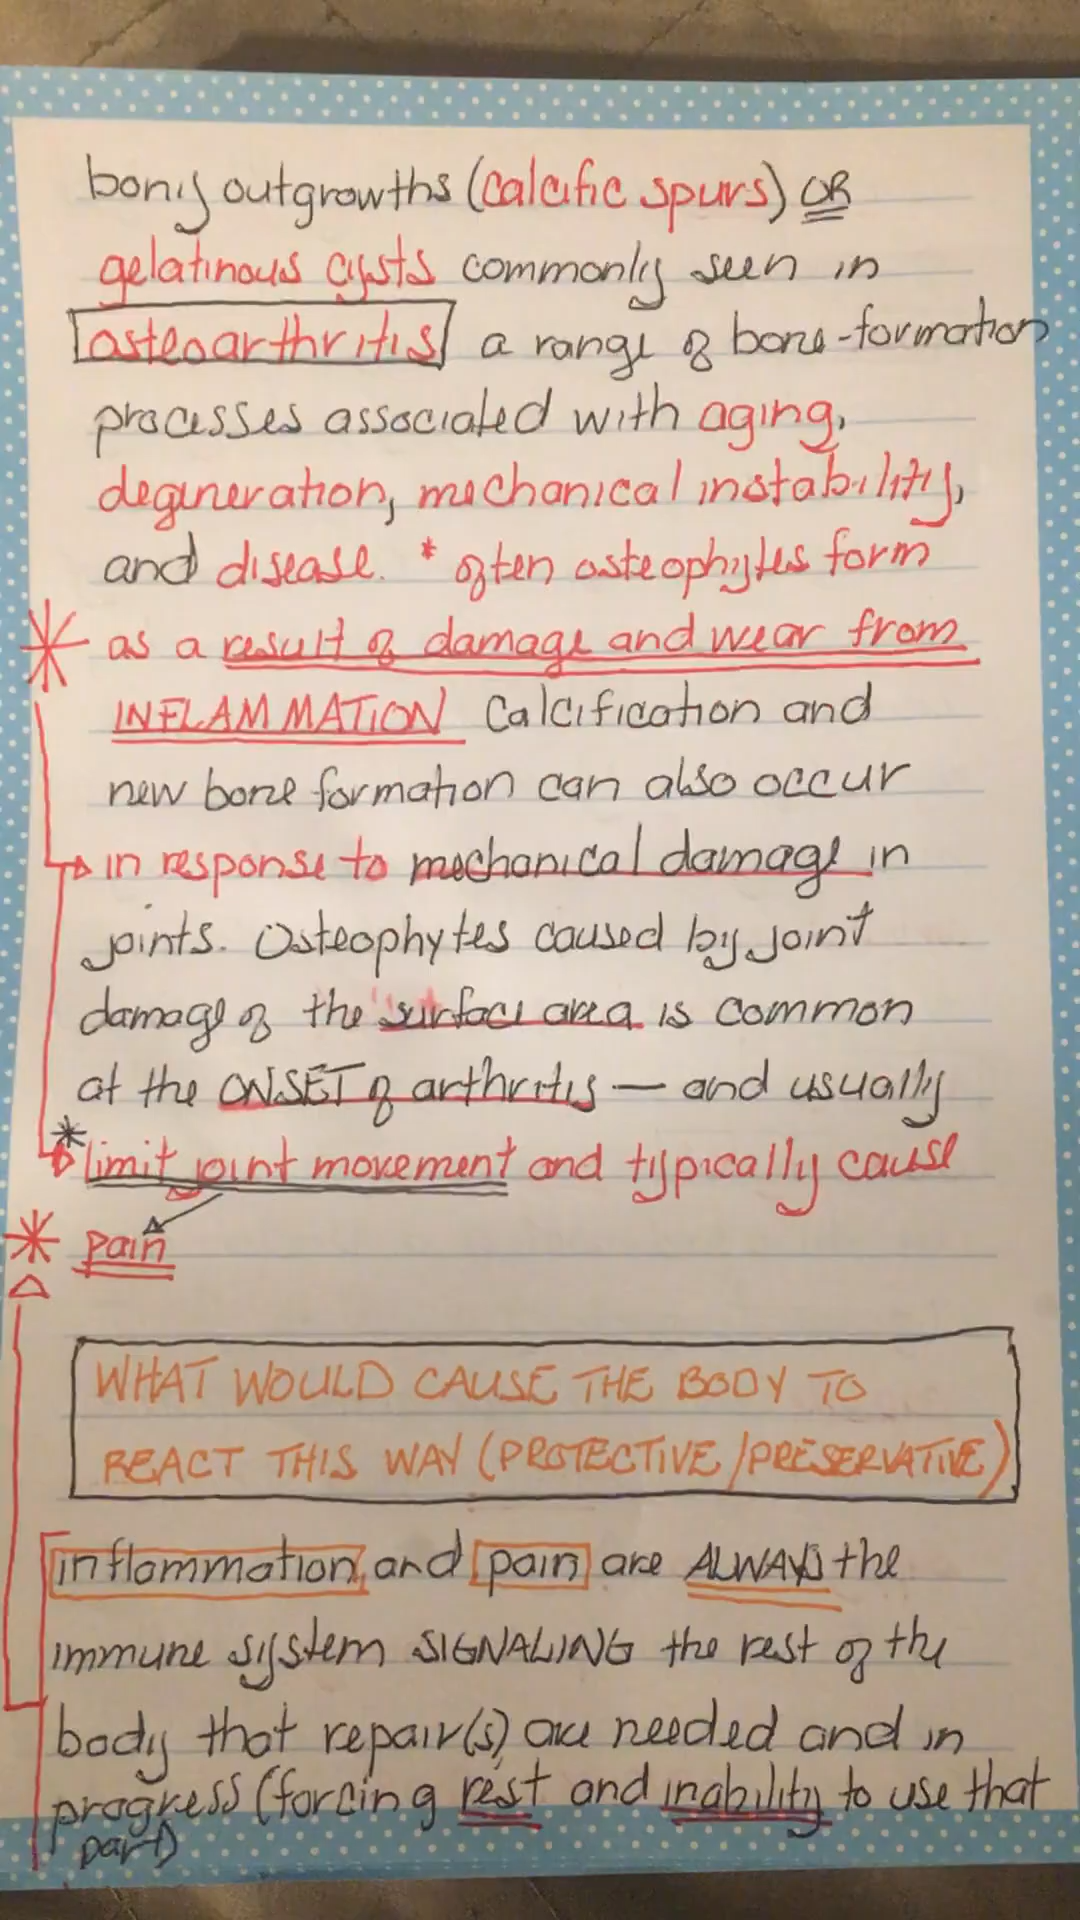 bony outgrowths (calcific spurs) OR
gelatinous cysts commonly seen in
osteoarthritis a range of bone-formation
processes associated with aging,
degeneration, mechanical instability,
and disease. * often osteophytes form
* as a result of damage and wear from
INFLAMMATION Calcification and
new bone formation can also occur
in response to mechanical damage in
joints. Osteophytes caused by joint
damage of the surface area is common
at the ONSET of arthritis — and usually
* limit joint movement and typically cause
* pain
WHAT WOULD CAUSE THE BODY TO
REACT THIS WAY (PROTECTIVE/PRESERVATIVE)
inflammation and pain are ALWAYS the
immune system SIGNALING the rest of the
body that repair(s) are needed and in
progress (forcing rest and inability to use that
part)